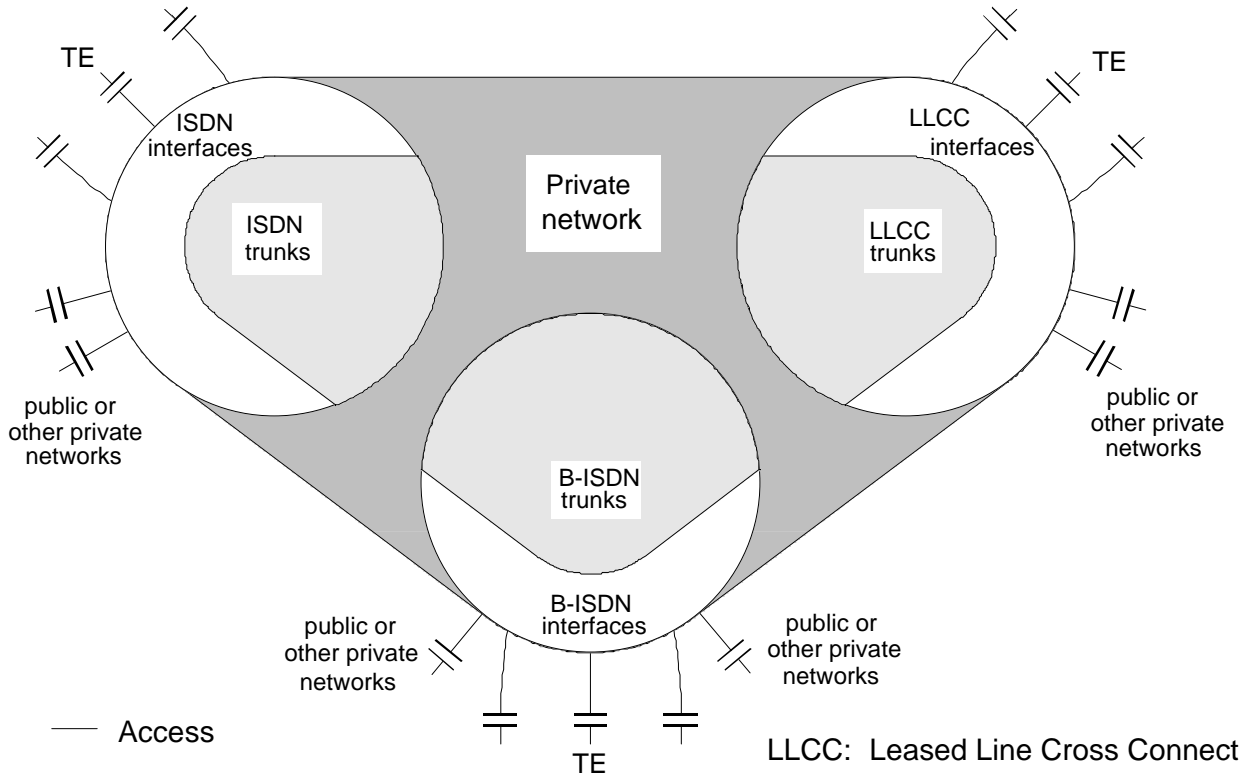 TE
TE
ISDN
interfaces
LLCC
interfaces
Private
network
ISDN
trunks
LLCC
trunks
public or
other private
networks
public or
other private
networks
B-ISDN
trunks
B-ISDN
interfaces
public or
other private
networks
public or
other private
networks
Access
TE
LLCC: Leased Line Cross Connect